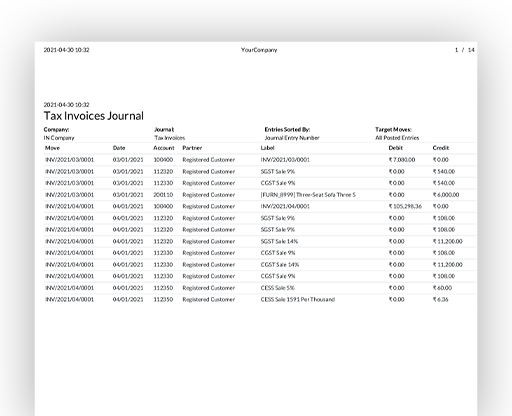 2021-04-30 10:32 YourCompany 1 / 14
2021-04-30 10:32
Tax Invoices Journal
Company: Journal: Entries Sorted By: Target Moves:
IN Company Tax Invoices Journal Entry Number All Posted Entries
Move Date Account Partner Label Debit Credit
INV/2021/03/0001 03/01/2021 100400 Registered Customer INV/2021/03/0001 ₹ 7,080.00 ₹ 0.00
INV/2021/03/0001 03/01/2021 112320 Registered Customer SGST Sale 9% ₹ 0.00 ₹ 540.00
INV/2021/03/0001 03/01/2021 112330 Registered Customer CGST Sale 9% ₹ 0.00 ₹ 540.00
INV/2021/03/0001 03/01/2021 200110 Registered Customer [FURN_8999] Three-Seat Sofa Three S ₹ 0.00 ₹ 6,000.00
INV/2021/04/0001 04/01/2021 100400 Registered Customer INV/2021/04/0001 ₹ 105,298.36 ₹ 0.00
INV/2021/04/0001 04/01/2021 112320 Registered Customer SGST Sale 9% ₹ 0.00 ₹ 108.00
INV/2021/04/0001 04/01/2021 112320 Registered Customer SGST Sale 9% ₹ 0.00 ₹ 108.00
INV/2021/04/0001 04/01/2021 112320 Registered Customer SGST Sale 14% ₹ 0.00 ₹ 11,200.00
INV/2021/04/0001 04/01/2021 112330 Registered Customer CGST Sale 9% ₹ 0.00 ₹ 108.00
INV/2021/04/0001 04/01/2021 112330 Registered Customer CGST Sale 14% ₹ 0.00 ₹ 11,200.00
INV/2021/04/0001 04/01/2021 112330 Registered Customer CGST Sale 9% ₹ 0.00 ₹ 108.00
INV/2021/04/0001 04/01/2021 112350 Registered Customer CESS Sale 5% ₹ 0.00 ₹ 60.00
INV/2021/04/0001 04/01/2021 112350 Registered Customer CESS Sale 1591 Per Thousand ₹ 0.00 ₹ 6.36